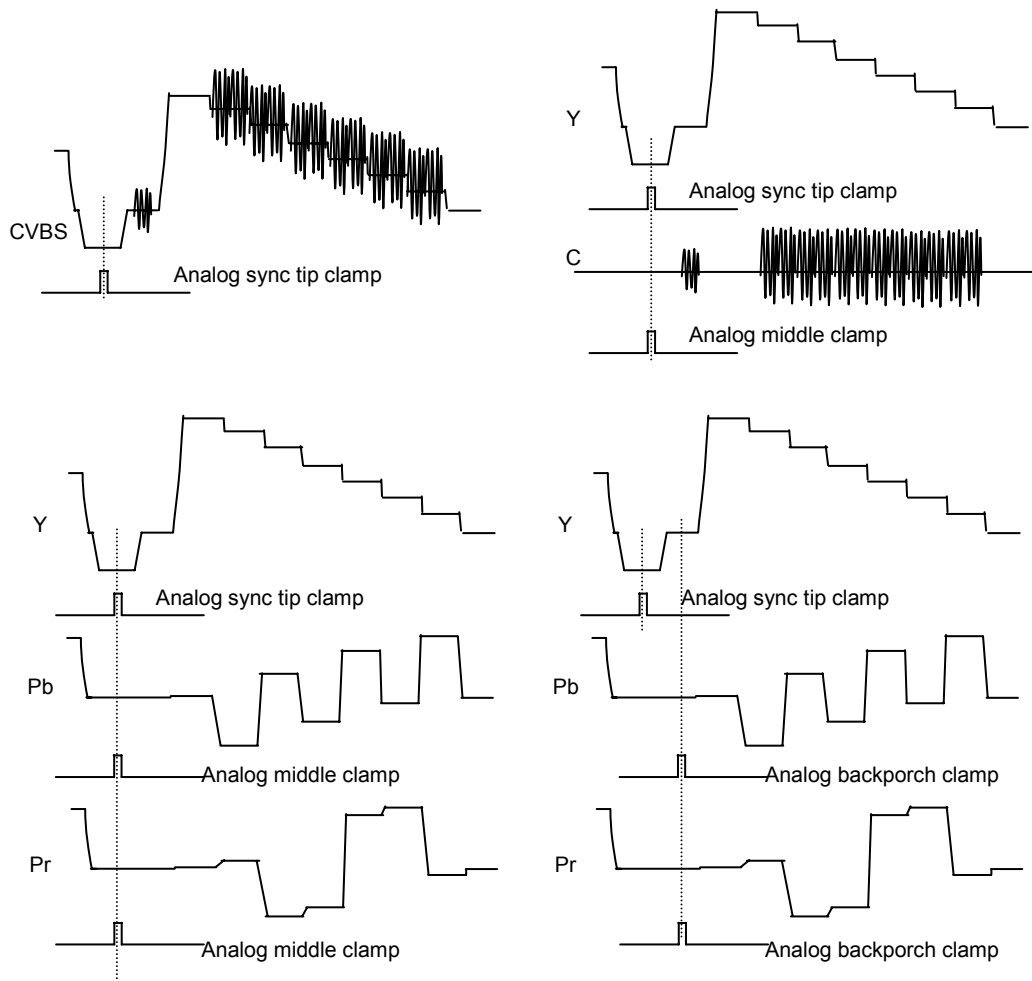 CVBS
Analog sync tip clamp
Y
Analog sync tip clamp
C
Analog middle clamp
Y
Analog sync tip clamp
Pb
Analog middle clamp
Pr
Analog middle clamp
Y
Analog sync tip clamp
Pb
Analog backporch clamp
Pr
Analog backporch clamp